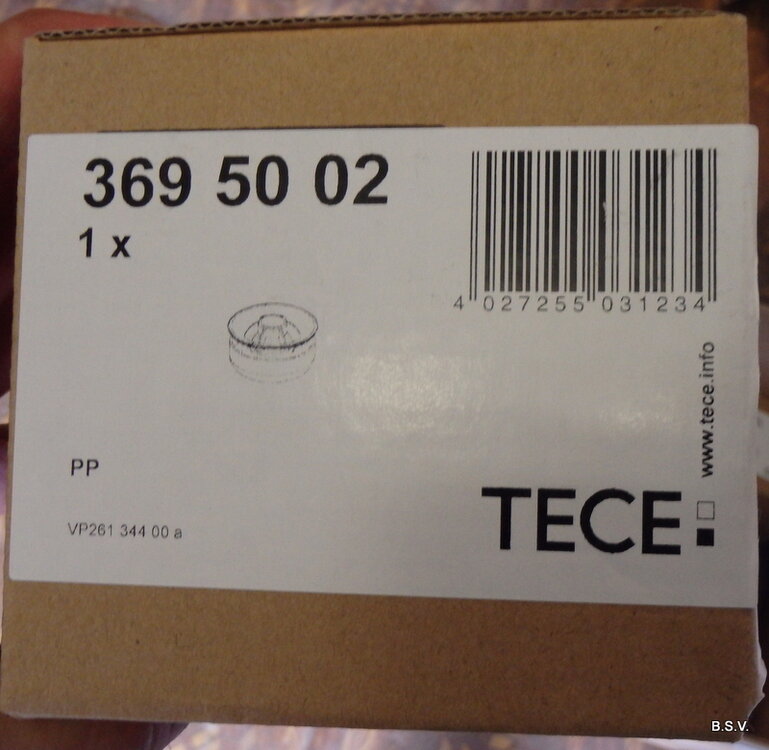 369 50 02
1 x
4 027255 031234
www.tece.info
PP
TECE
VP261 344 00 a
B.S.V.